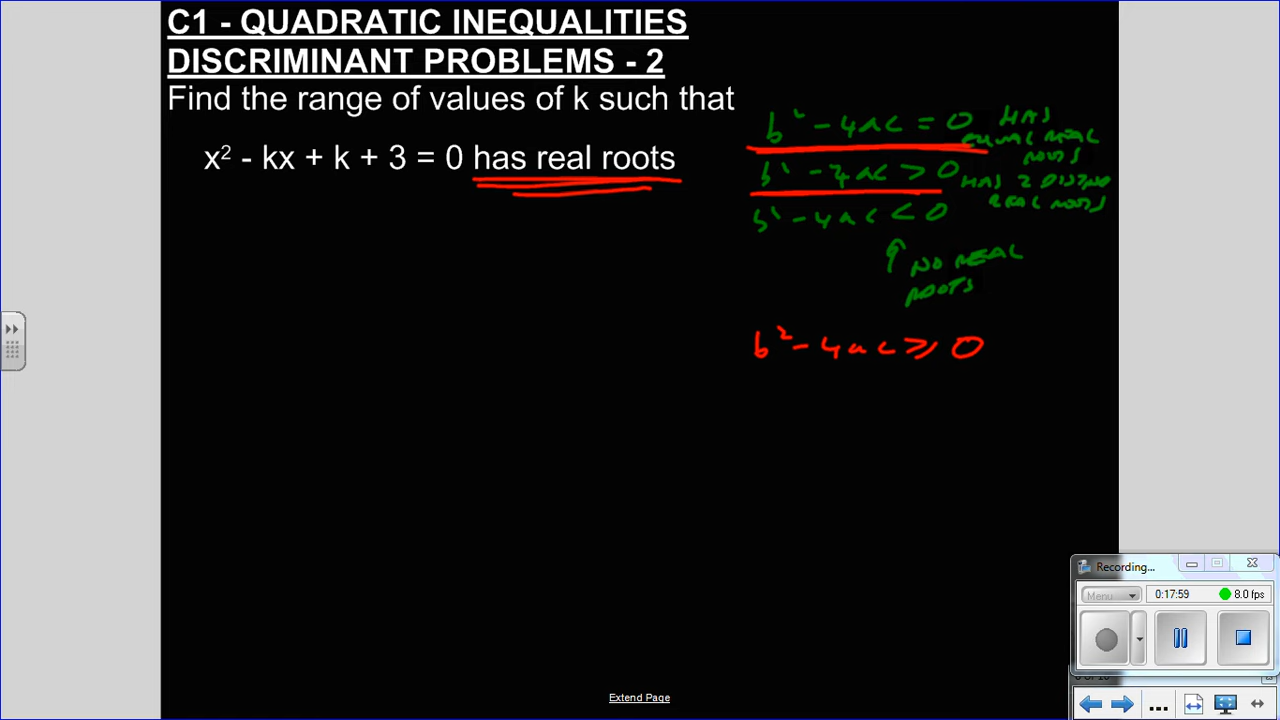 C1 - QUADRATIC INEQUALITIES
DISCRIMINANT PROBLEMS - 2
Find the range of values of k such that
x² - kx + k + 3 = 0 has real roots
b² - 4ac = 0 HAS
EQUAL REAL
ROOTS
b² - 4ac > 0 HAS 2
REAL ROOTS
b² - 4ac < 0
↑ NO REAL
ROOTS
b² - 4ac ≥ 0
Recording...
Menu
0:17:59
8.0 fps
Extend Page
...